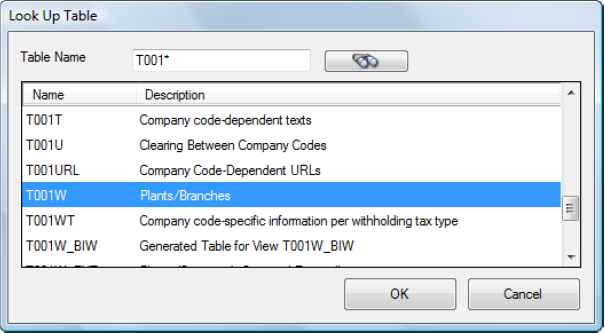 Look Up Table
Table Name T001*
Name Description
T001T Company code-dependent texts
T001U Clearing Between Company Codes
T001URL Company Code-Dependent URLs
T001W Plants/Branches
T001WT Company code-specific information per withholding tax type
T001W_BIW Generated Table for View T001W_BIW
OK Cancel